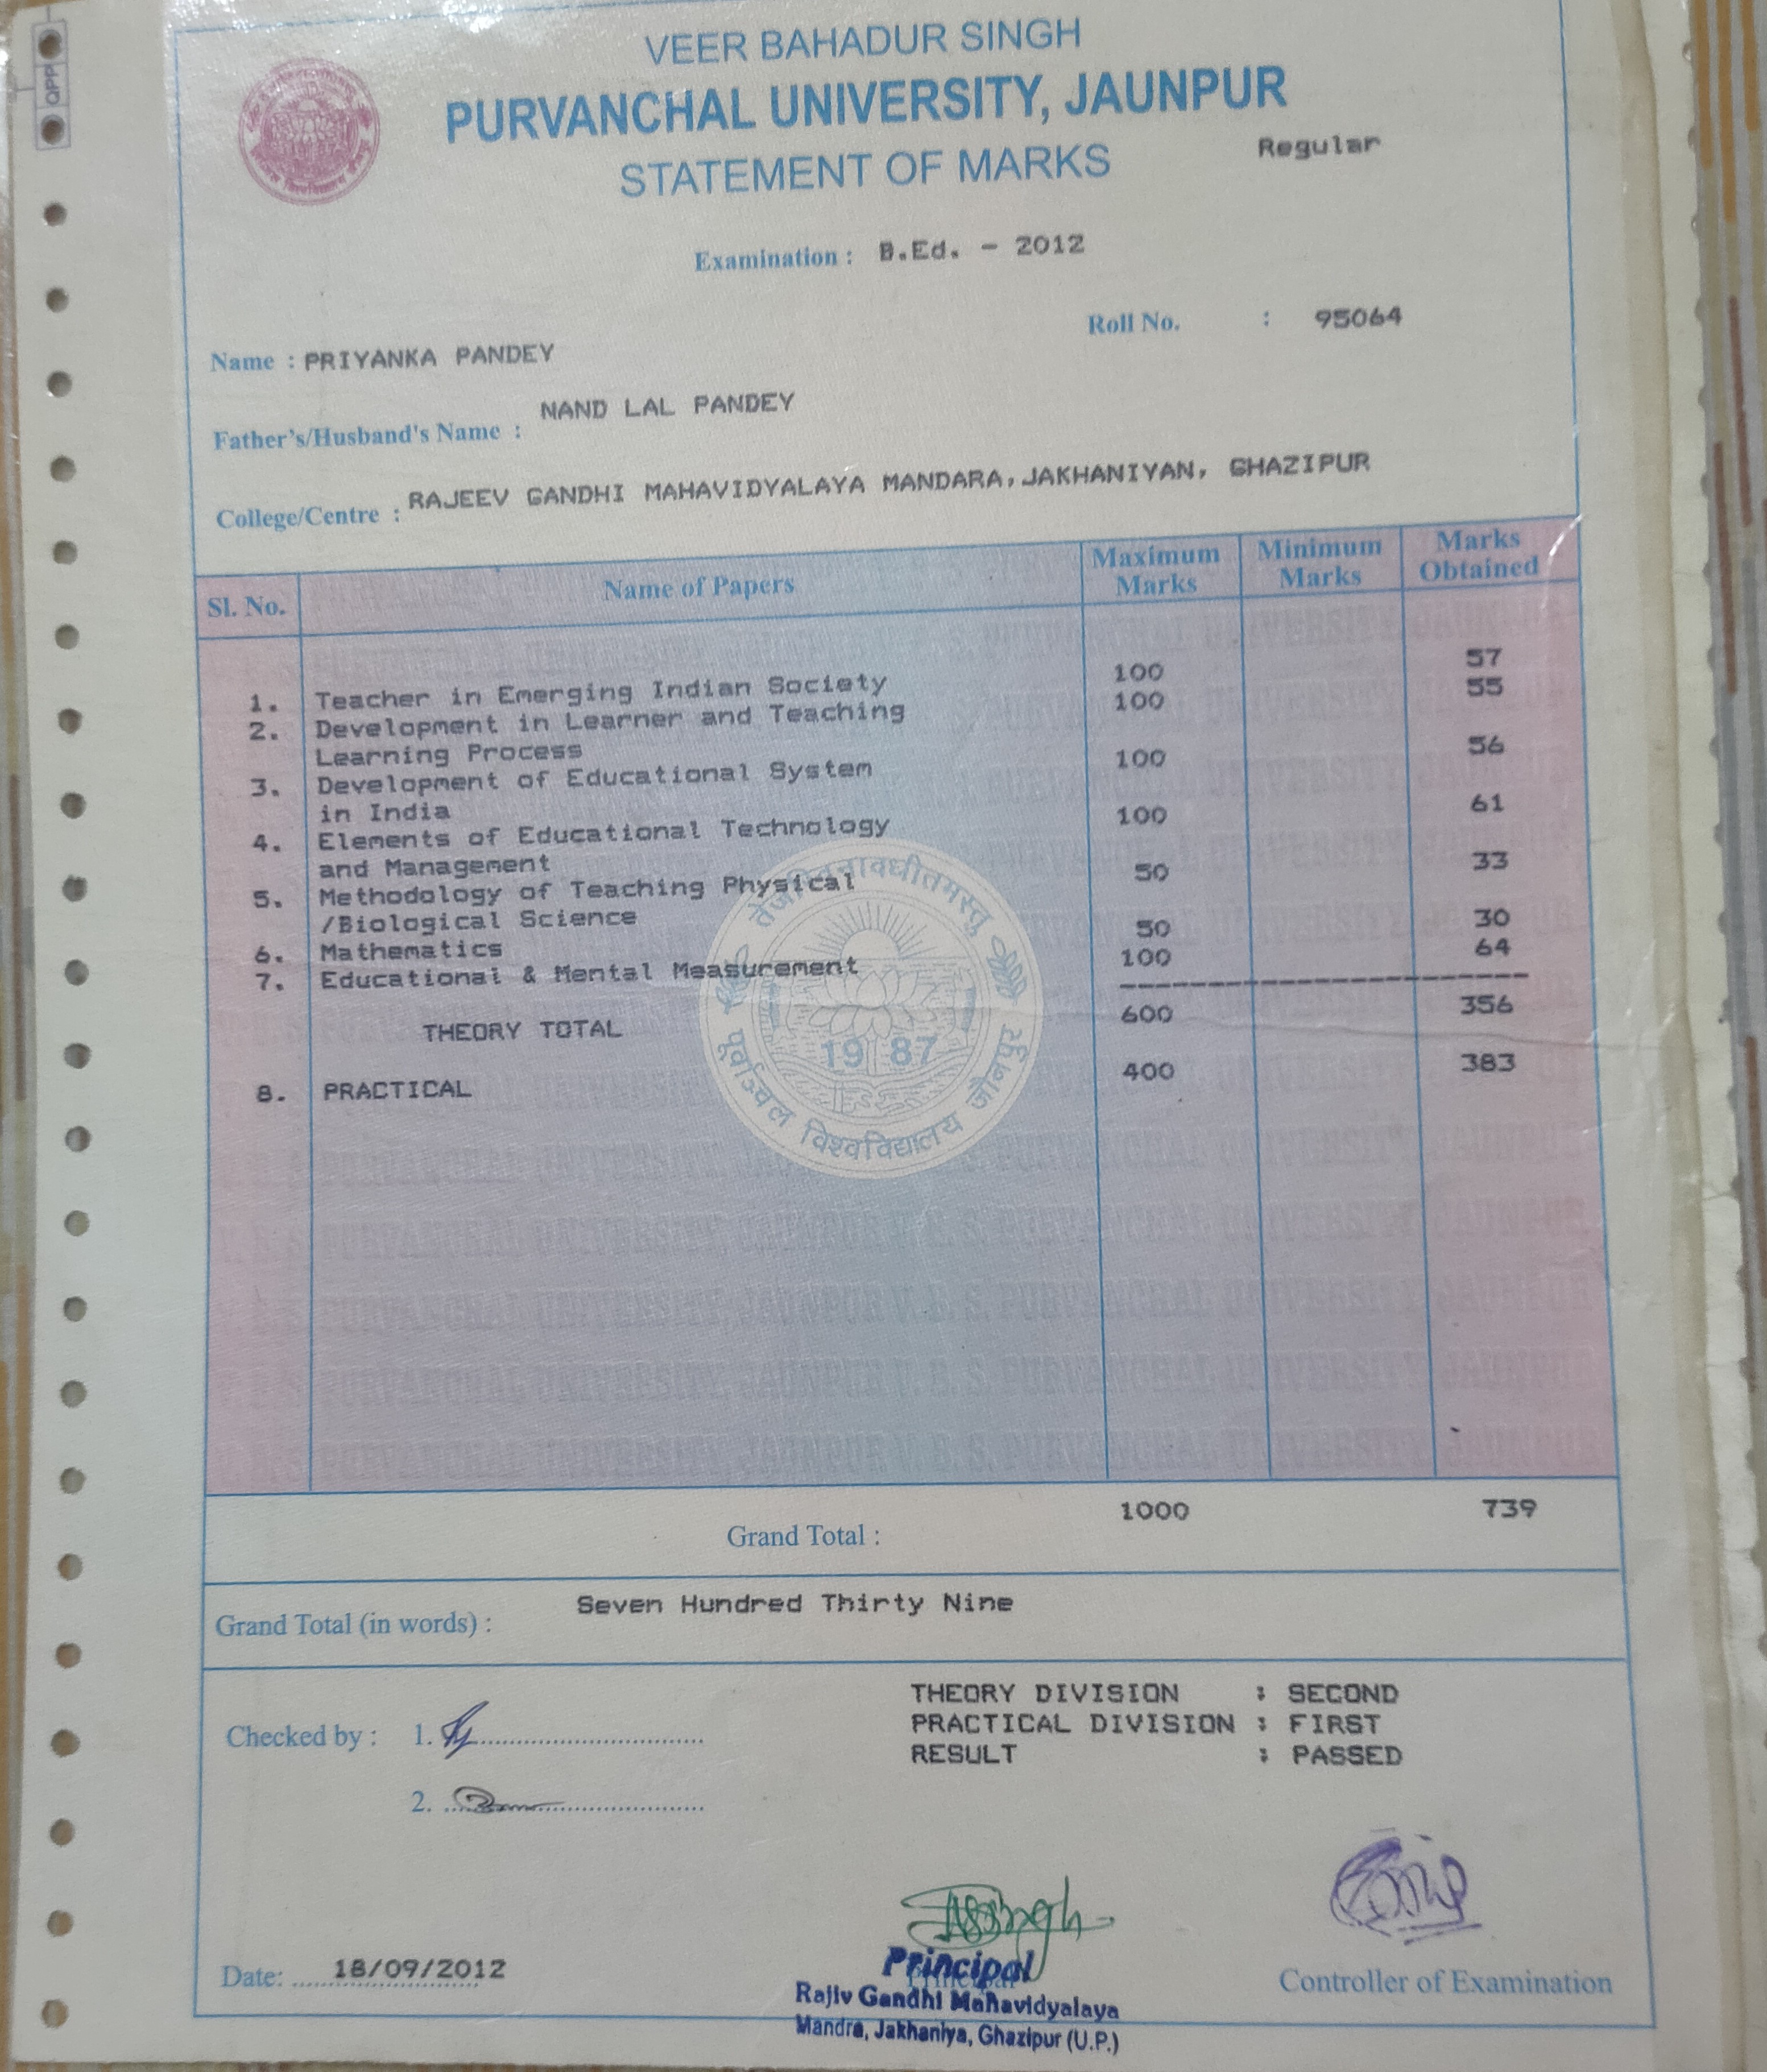 QPP
VEER BAHADUR SINGH
PURVANCHAL UNIVERSITY, JAUNPUR
STATEMENT OF MARKS
Regular
Examination : B.Ed. - 2012
Roll No. : 95064
Name : PRIYANKA PANDEY
NAND LAL PANDEY
Father's/Husband's Name :
RAJEEV GANDHI MAHAVIDYALAYA MANDARA,JAKHANIYAN, GHAZIPUR
College/Centre :
Sl. No. Name of Papers Maximum Marks Minimum Marks Marks Obtained
1. Teacher in Emerging Indian Society 100 57
2. Development in Learner and Teaching 100 55
Learning Process
3. Development of Educational System 100 56
in India
4. Elements of Educational Technology 100 61
and Management
5. Methodology of Teaching Physical 50 33
/Biological Science
6. Mathematics 50 30
7. Educational & Mental Measurement 100 64
THEORY TOTAL 600 356
8. PRACTICAL 400 383
तेजस्विनावधीतमस्तु
19 87
पूर्वाञ्चल विश्वविद्यालय जौनपुर
Grand Total : 1000 739
Grand Total (in words) : Seven Hundred Thirty Nine
THEORY DIVISION : SECOND
PRACTICAL DIVISION : FIRST
RESULT : PASSED
Checked by : 1.
2.
Date: 18/09/2012
Principal
Principal
Rajiv Gandhi Mahavidyalaya
Mandra, Jakhaniya, Ghazipur (U.P.)
Controller of Examination